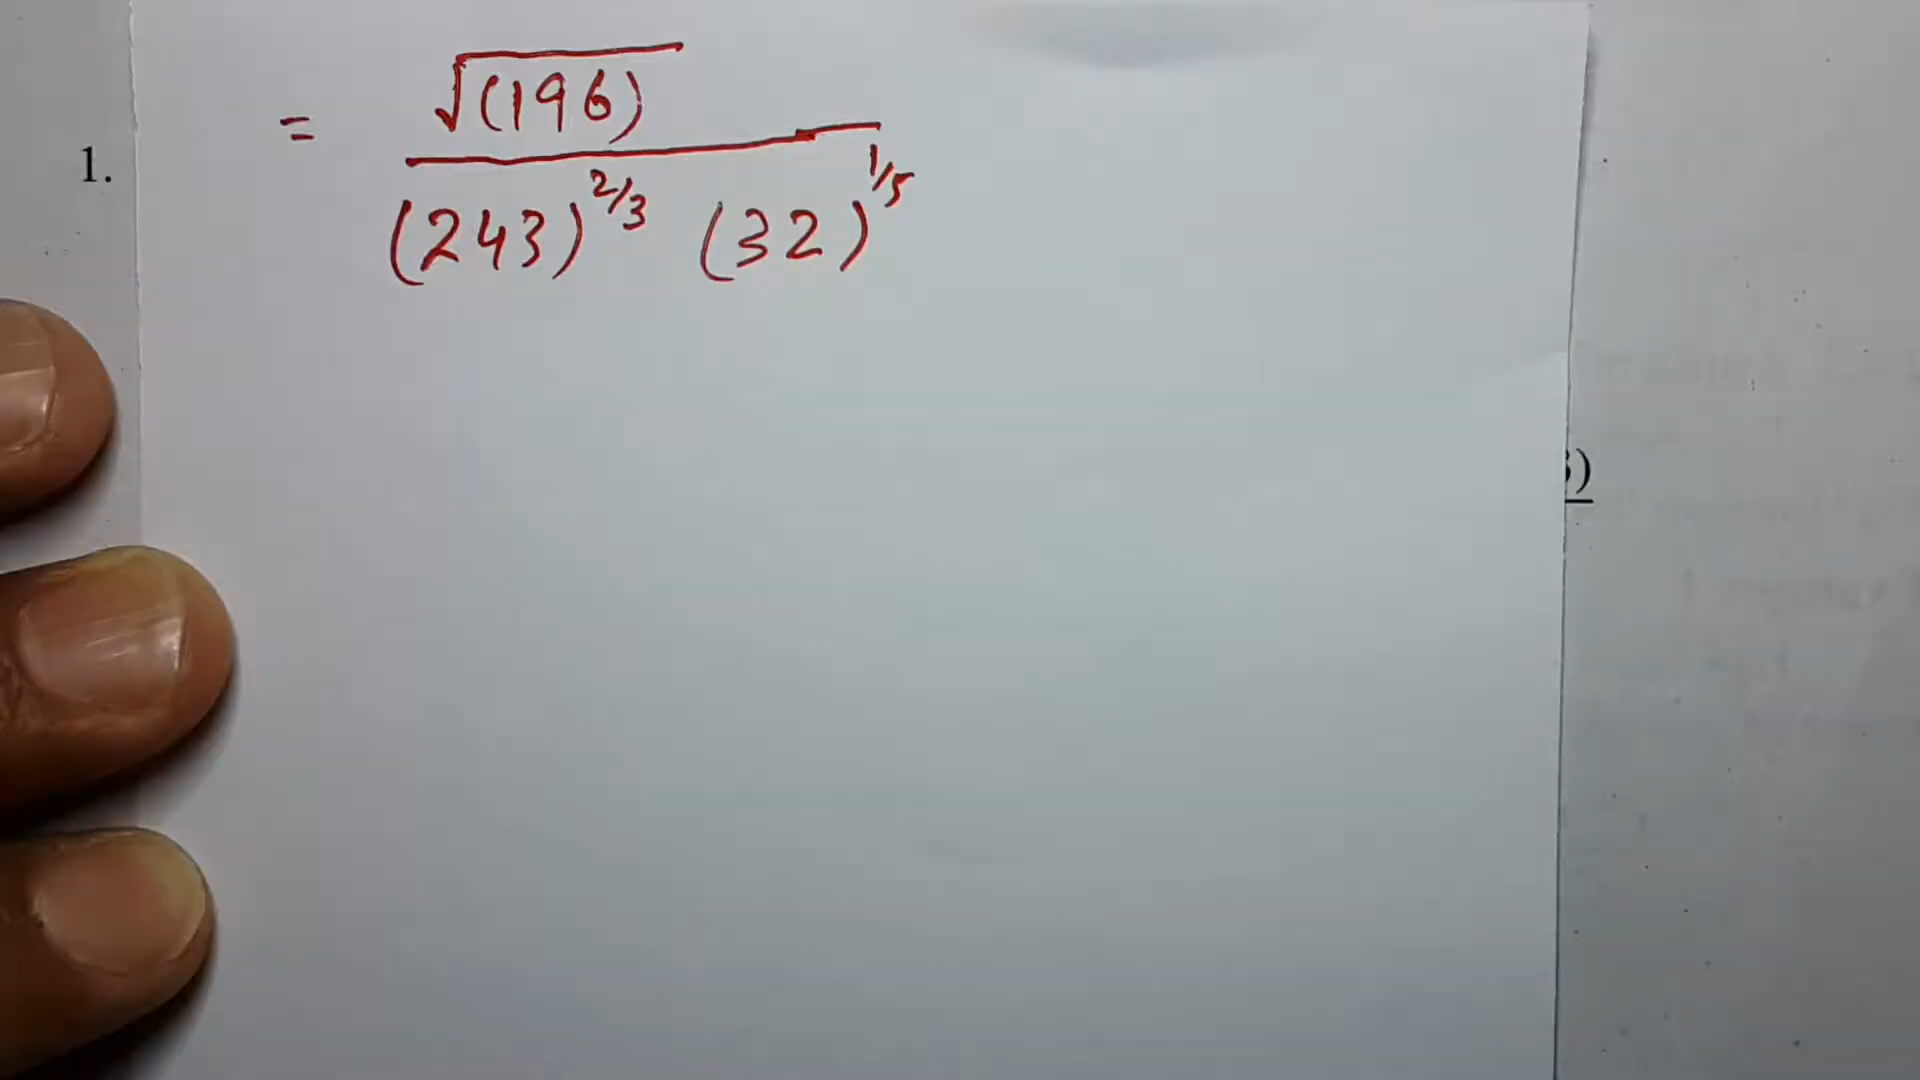 1.
= √(196)
(243)^2/3 (32)^1/5
)